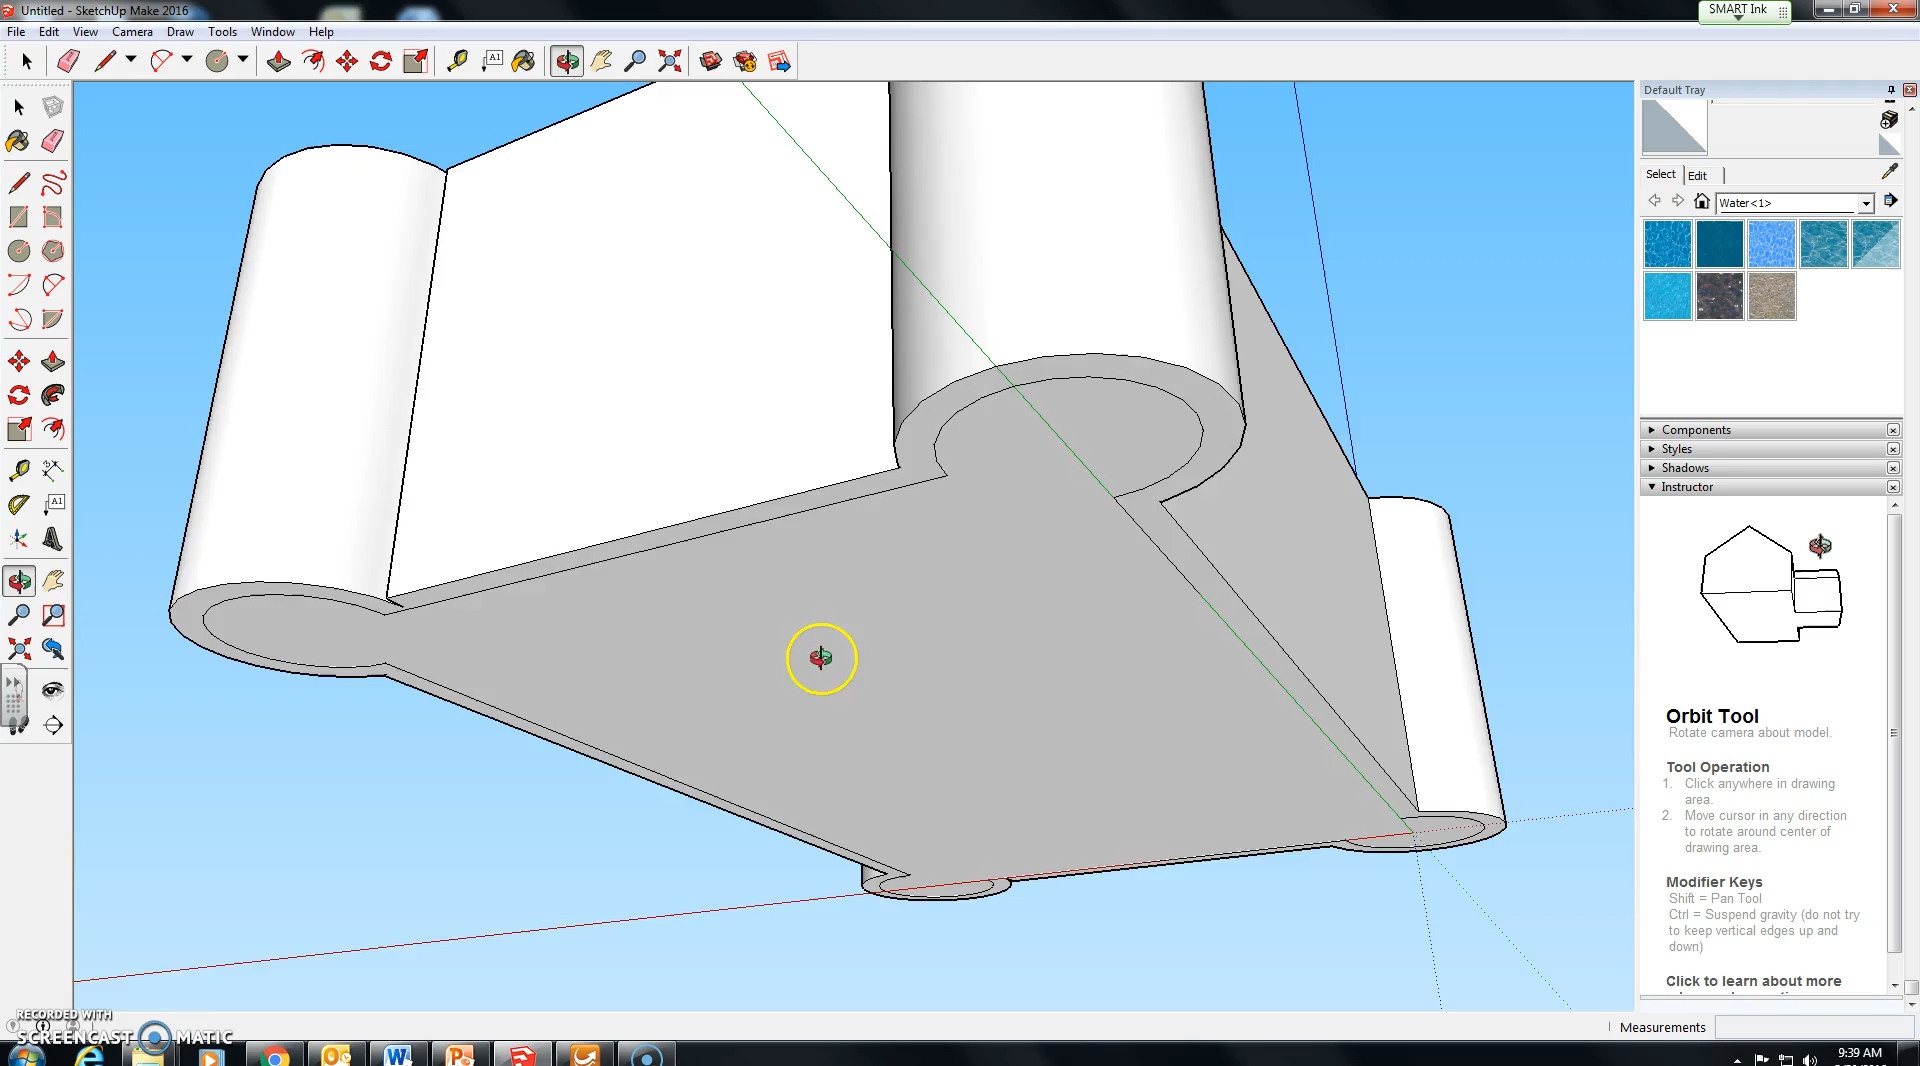 Untitled - SketchUp Make 2016
SMART Ink
File Edit View Camera Draw Tools Window Help
A1
Default Tray
Select Edit
Water<1>
A1
Components
Styles
Shadows
Instructor
Orbit Tool
Rotate camera about model.
Tool Operation
1. Click anywhere in drawing
area.
2. Move cursor in any direction
to rotate around center of
drawing area.
Modifier Keys
Shift = Pan Tool
Ctrl = Suspend gravity (do not try
to keep vertical edges up and
down)
Click to learn about more
RECORDED WITH
SCREENCAST MATIC
Measurements
9:39 AM